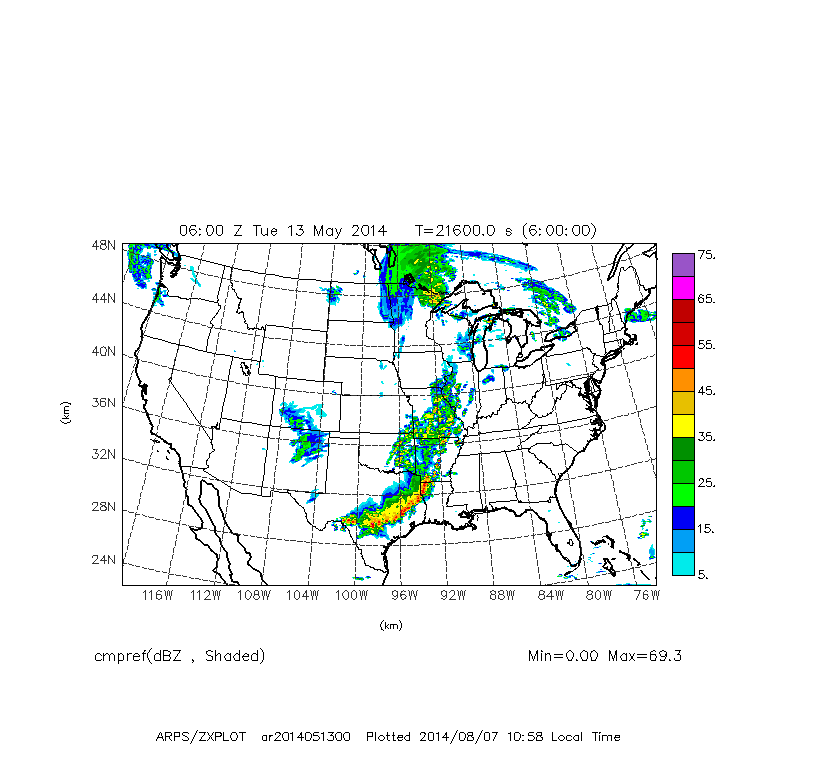 06:00 Z Tue 13 May 2014 T=21600.0 s (6:00:00)
48N
44N
40N
36N
32N
28N
24N
(km)
75.
65.
55.
45.
35.
25.
15.
5.
116W 112W 108W 104W 100W 96W 92W 88W 84W 80W 76W
(km)
cmpref(dBZ , Shaded) Min=0.00 Max=69.3
ARPS/ZXPLOT ar2014051300 Plotted 2014/08/07 10:58 Local Time